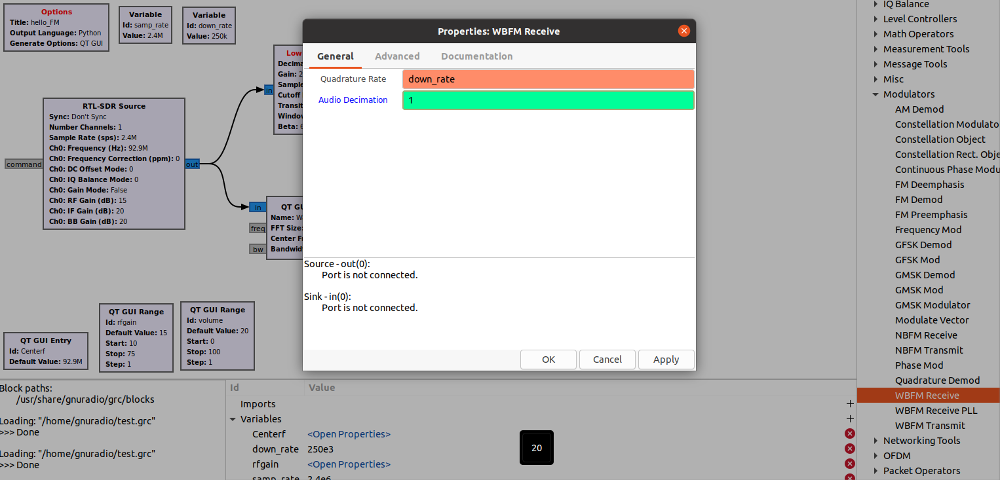 Options
Title: hello_FM
Output Language: Python
Generate Options: QT GUI
Variable
Id: samp_rate
Value: 2.4M
Variable
Id: down_rate
Value: 250k
RTL-SDR Source
Sync: Don't Sync
Number Channels: 1
Sample Rate (sps): 2.4M
Ch0: Frequency (Hz): 92.9M
Ch0: Frequency Correction (ppm): 0
Ch0: DC Offset Mode: 0
Ch0: IQ Balance Mode: 0
Ch0: Gain Mode: False
Ch0: RF Gain (dB): 15
Ch0: IF Gain (dB): 20
Ch0: BB Gain (dB): 20
command
out
in
Low
Decima
Gain: 2
Sample
Cutoff
Transit
Window
Beta: 6
in
freq
bw
QT GU
Name: W
FFT Size:
Center Fr
Bandwidt
QT GUI Entry
Id: Centerf
Default Value: 92.9M
QT GUI Range
Id: rfgain
Default Value: 15
Start: 10
Stop: 75
Step: 1
QT GUI Range
Id: volume
Default Value: 20
Start: 0
Stop: 100
Step: 1
Properties: WBFM Receive
General Advanced Documentation
Quadrature Rate down_rate
Audio Decimation 1
Source - out(0):
Port is not connected.
Sink - in(0):
Port is not connected.
OK Cancel Apply
IQ Balance
Level Controllers
Math Operators
Measurement Tools
Message Tools
Misc
Modulators
AM Demod
Constellation Modulato
Constellation Object
Constellation Rect. Obje
Continuous Phase Modu
FM Deemphasis
FM Demod
FM Preemphasis
Frequency Mod
GFSK Demod
GFSK Mod
GMSK Demod
GMSK Mod
GMSK Modulator
Modulate Vector
NBFM Receive
NBFM Transmit
Phase Mod
Quadrature Demod
WBFM Receive
WBFM Receive PLL
WBFM Transmit
Networking Tools
OFDM
Packet Operators
Block paths:
/usr/share/gnuradio/grc/blocks
Loading: "/home/gnuradio/test.grc"
>>> Done
Loading: "/home/gnuradio/test.grc"
>>> Done
Id Value
Imports
Variables
Centerf <Open Properties>
down_rate 250e3
rfgain <Open Properties>
samp_rate 2.4e6
20